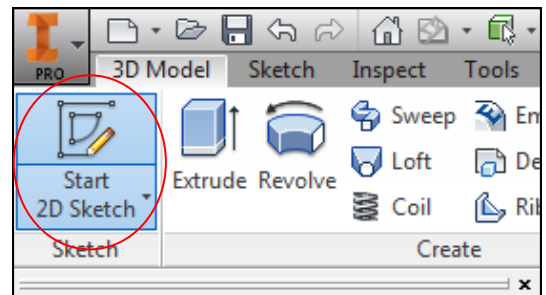 PRO
3D Model Sketch Inspect Tools
Start
2D Sketch
Extrude Revolve
Sweep
Loft
Coil
Sketch
Create